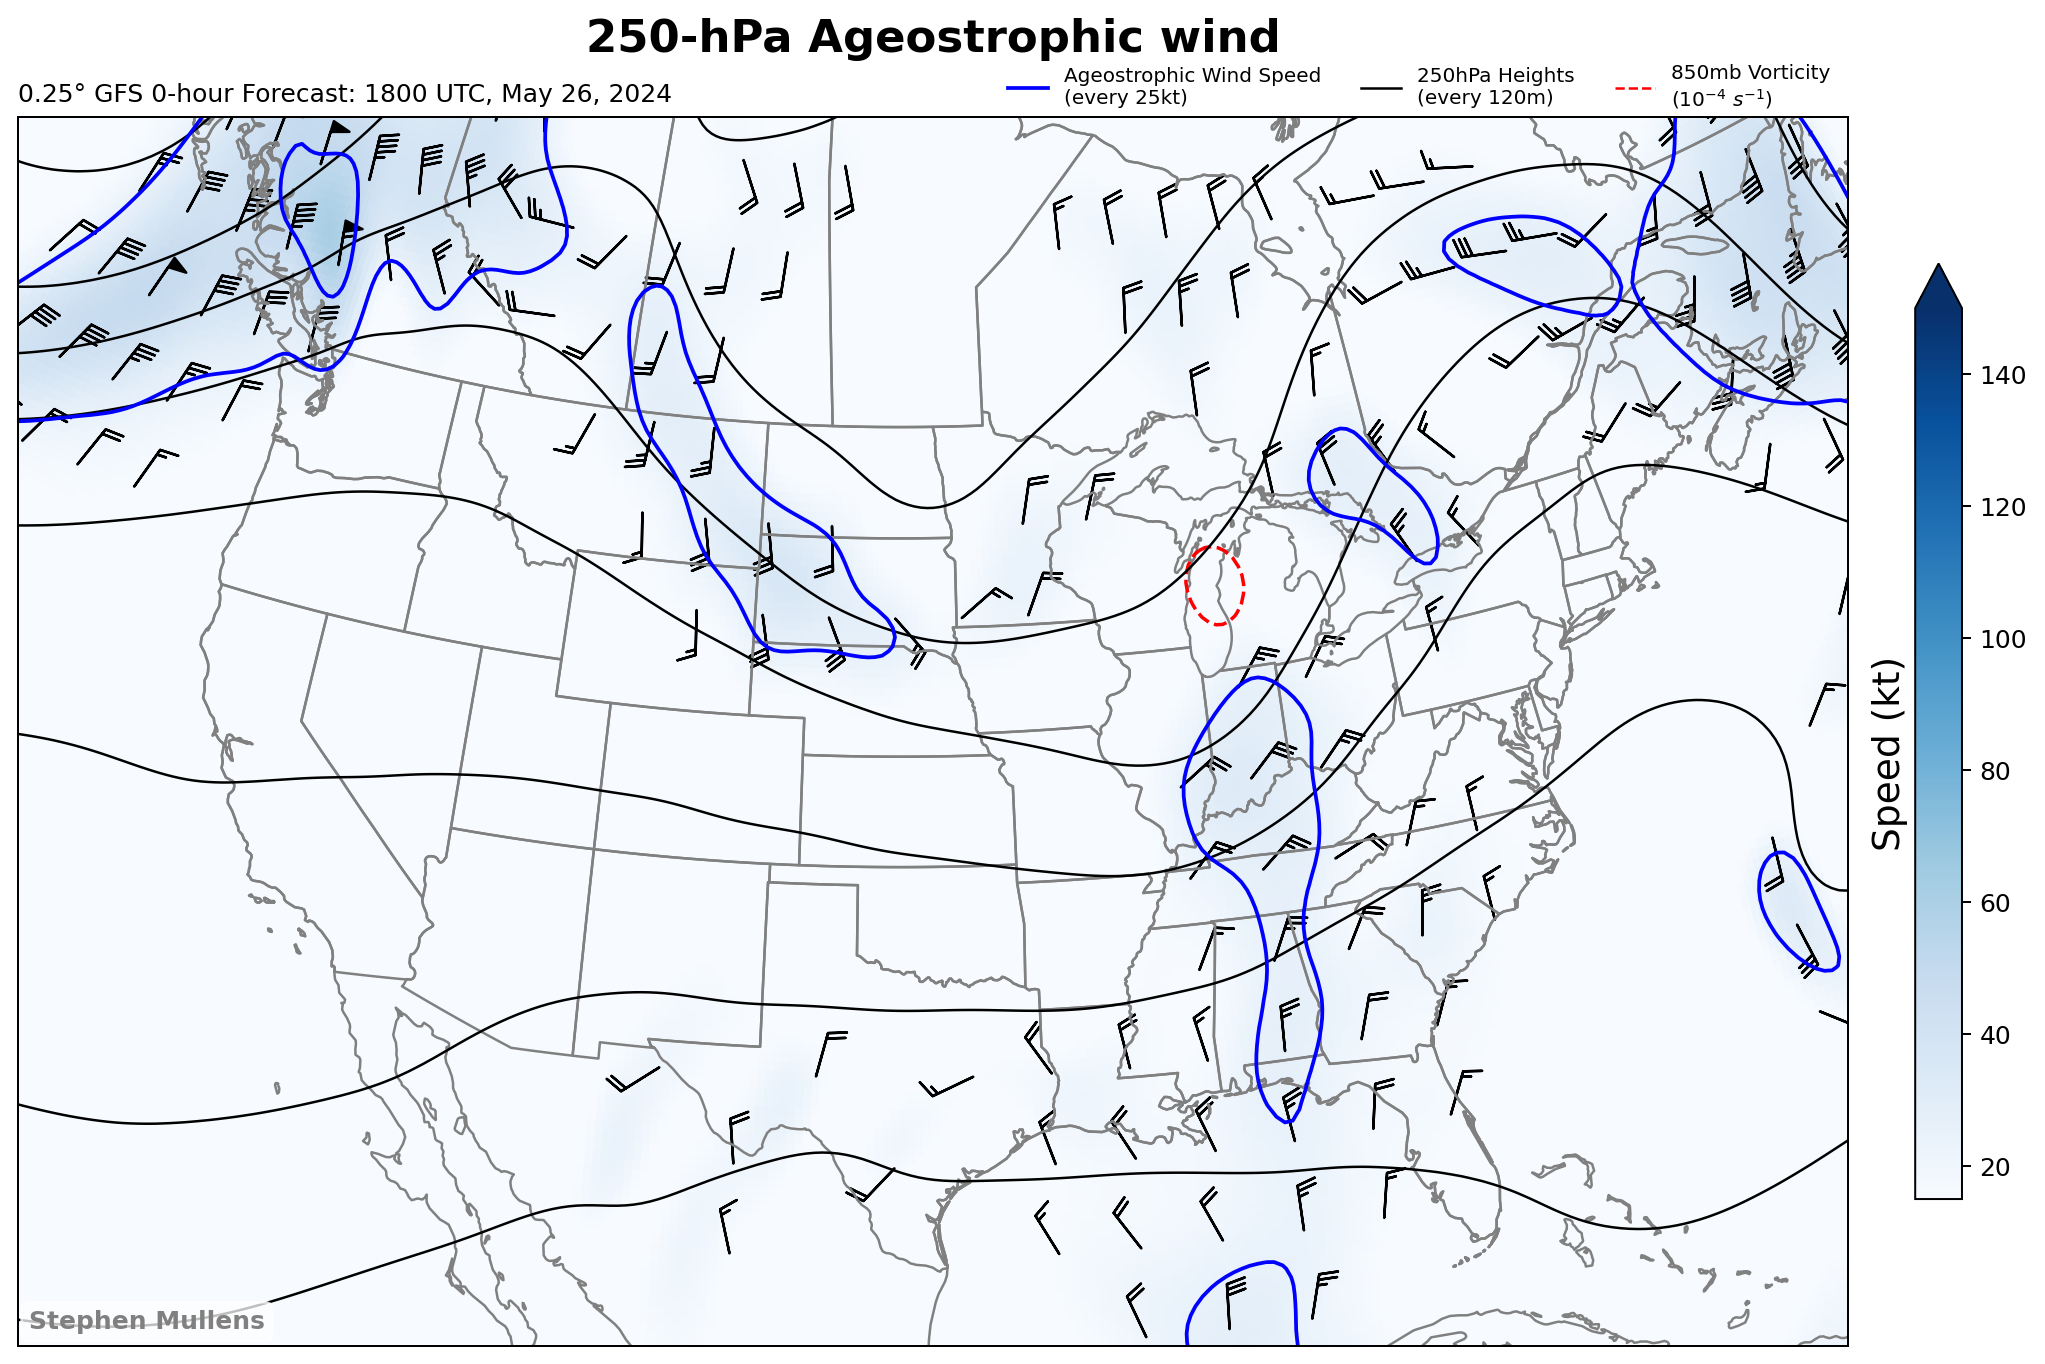 250-hPa Ageostrophic wind
0.25° GFS 0-hour Forecast: 1800 UTC, May 26, 2024
Ageostrophic Wind Speed
(every 25kt)
250hPa Heights
(every 120m)
850mb Vorticity
(10⁻⁴ s⁻¹)
140
120
100
80
60
40
20
Speed (kt)
Stephen Mullens